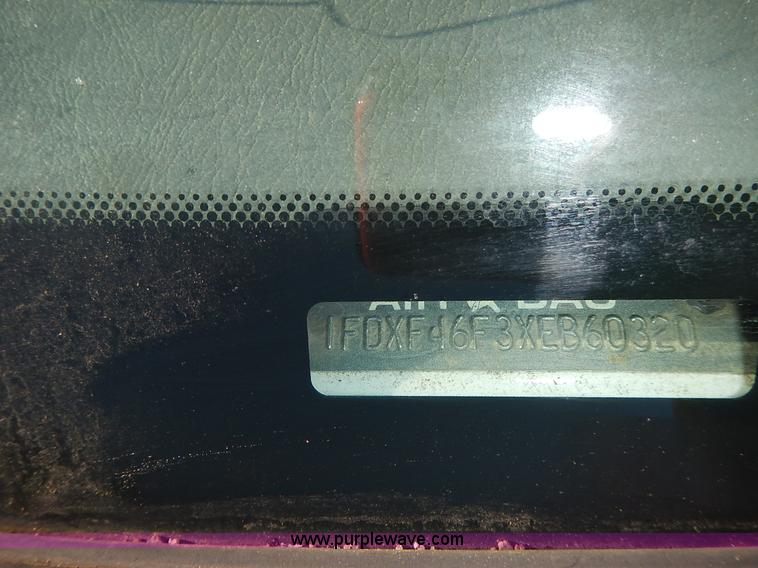 AIR BAG
1FDXF46F3XEB60320
www.purplewave.com